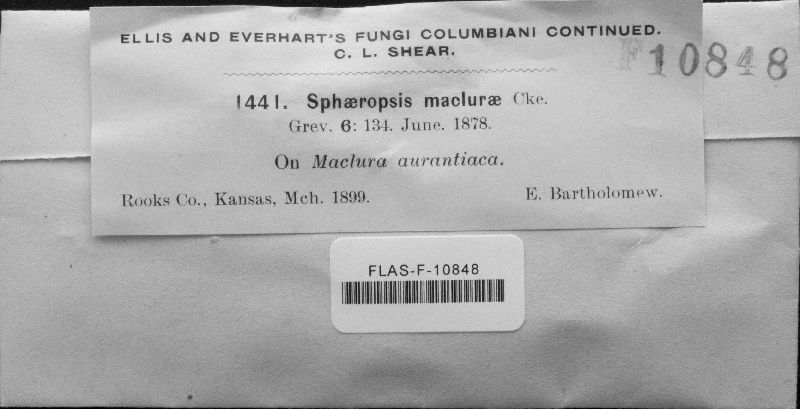 ELLIS AND EVERHART'S FUNGI COLUMBIANI CONTINUED.
C. L. SHEAR.
F10848
1441. Sphæropsis macluræ Cke.
Grev. 6: 134. June. 1878.
On Maclura aurantiaca.
Rooks Co., Kansas, Mch. 1899. E. Bartholomew.
FLAS-F-10848